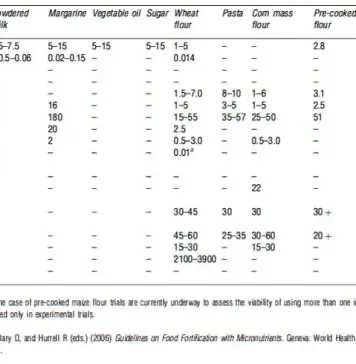 owdered Margarine Vegetable oil Sugar Wheat Pasta Corn mass Pre-cooked
ilk flour flour flour
5–7.5 5–15 5–15 5–15 1–5 – – 2.8
0.5–0.06 0.02–0.15 – – 0.014 – – –
– – – – – – –
– – – – – – –
– – – 1.5–7.0 8–10 1–6 3.1
16 – – 1–5 3–5 1–5 2.5
180 – – 15–55 35–57 25–50 51
20 – – 2.5 – – –
2 – – 0.5–3.0 – 0.5–3.0 –
– – – 0.01ª – – –
– – – – – – –
– – – – – 22 –
– – – 30–45 30 30 30+
– – – 45–60 25–35 30–60 20+
– – – 15–30 – 15–30 –
– – – 2100–3900 – – –
ne case of pre-cooked maize flour trials are currently underway to assess the viability of using more than one i
ed only in experimental trials.
Dary O, and Hurrell R (eds.) (2006) Guidelines on Food Fortification with Micronutrients. Geneva: World Health